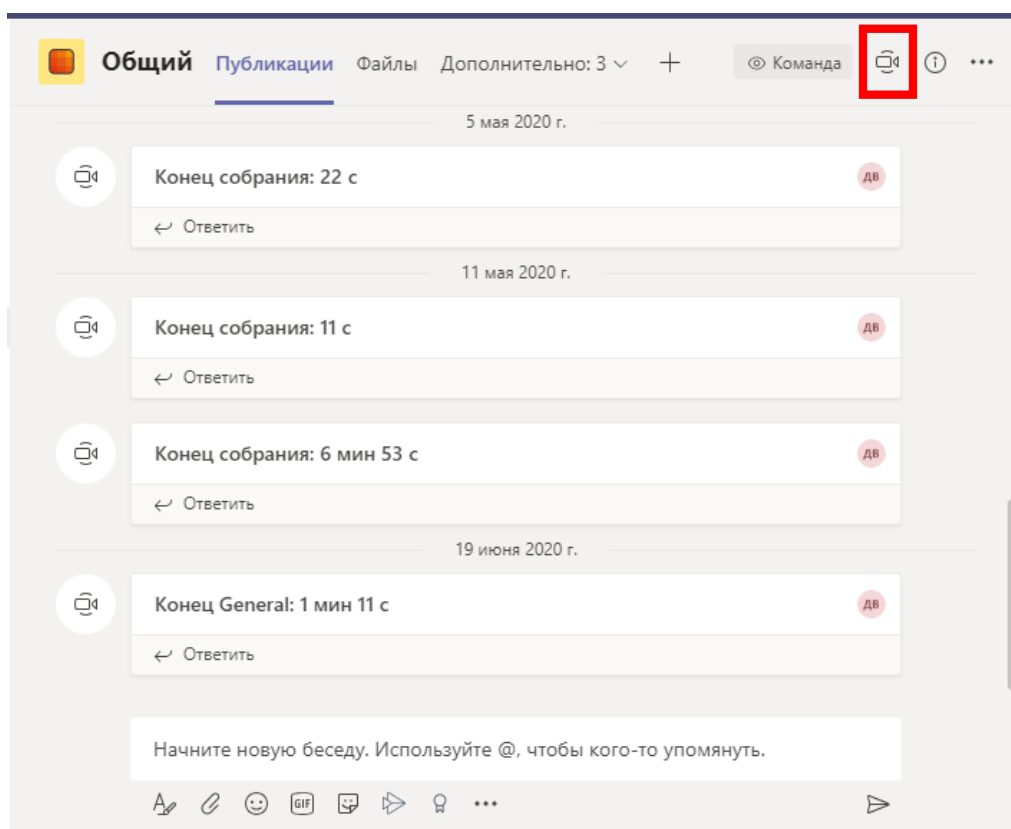 Общий Публикации Файлы Дополнительно: 3 Команда
5 мая 2020 г.
Конец собрания: 22 с ДВ
Ответить
11 мая 2020 г.
Конец собрания: 11 с ДВ
Ответить
Конец собрания: 6 мин 53 с ДВ
Ответить
19 июня 2020 г.
Конец General: 1 мин 11 с ДВ
Ответить
Начните новую беседу. Используйте @, чтобы кого-то упомянуть.
GIF